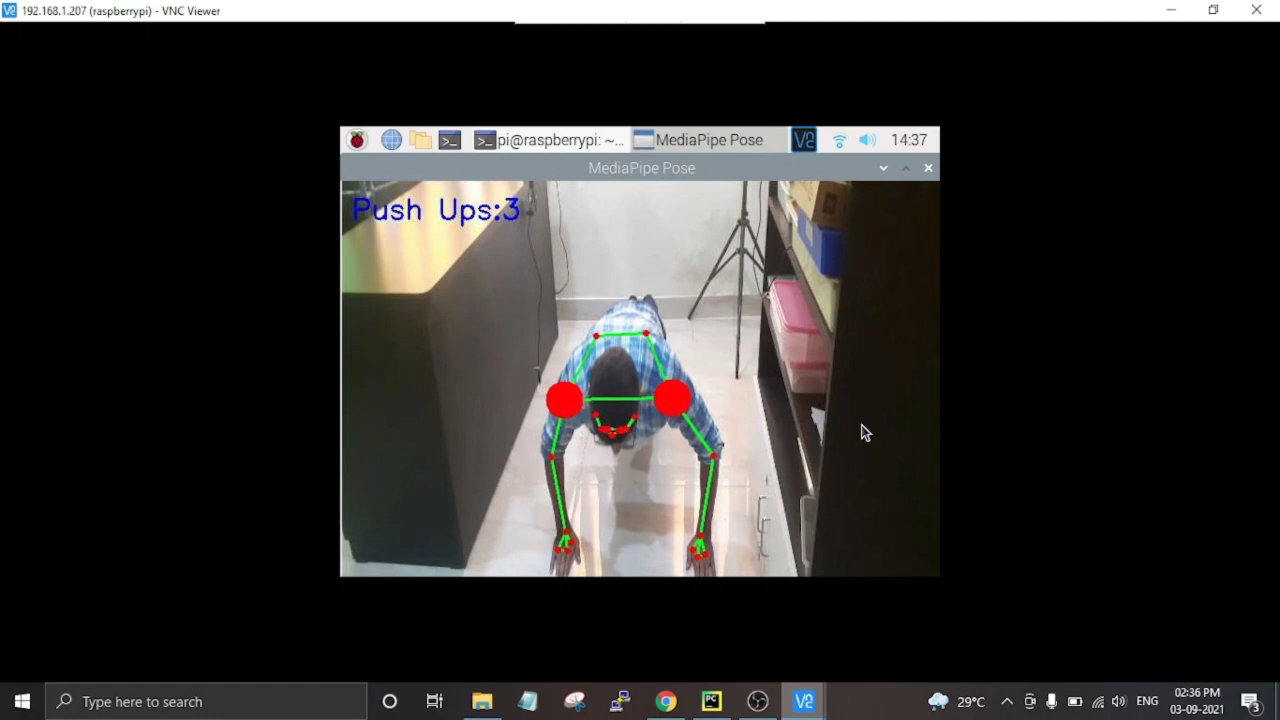 192.168.1.207 (raspberrypi) - VNC Viewer
pi@raspberrypi: ~...
MediaPipe Pose
14:37
MediaPipe Pose
Push Ups:3
Type here to search
29°C
ENG
02:36 PM
03-09-2021
3